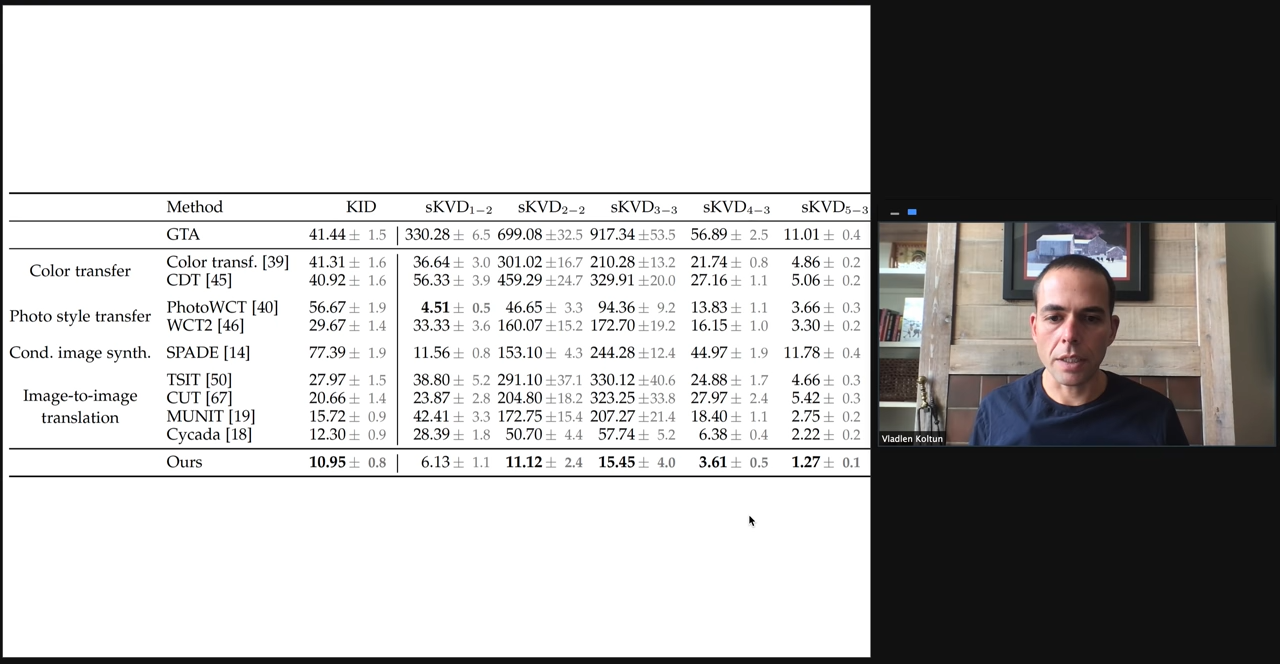 Method KID sKVD₁₋₂ sKVD₂₋₂ sKVD₃₋₃ sKVD₄₋₃ sKVD₅₋₃
GTA 41.44 ± 1.5 330.28 ± 6.5 699.08 ± 32.5 917.34 ± 53.5 56.89 ± 2.5 11.01 ± 0.4
Color transfer Color transf. [39] 41.31 ± 1.6 36.64 ± 3.0 301.02 ± 16.7 210.28 ± 13.2 21.74 ± 0.8 4.86 ± 0.2
CDT [45] 40.92 ± 1.6 56.33 ± 3.9 459.29 ± 24.7 329.91 ± 20.0 27.16 ± 1.1 5.06 ± 0.2
Photo style transfer PhotoWCT [40] 56.67 ± 1.9 4.51 ± 0.5 46.65 ± 3.3 94.36 ± 9.2 13.83 ± 1.1 3.66 ± 0.3
WCT2 [46] 29.67 ± 1.4 33.33 ± 3.6 160.07 ± 15.2 172.70 ± 19.2 16.15 ± 1.0 3.30 ± 0.2
Cond. image synth. SPADE [14] 77.39 ± 1.9 11.56 ± 0.8 153.10 ± 4.3 244.28 ± 12.4 44.97 ± 1.9 11.78 ± 0.4
Image-to-image translation TSIT [50] 27.97 ± 1.5 38.80 ± 5.2 291.10 ± 37.1 330.12 ± 40.6 24.88 ± 1.7 4.66 ± 0.3
CUT [67] 20.66 ± 1.4 23.87 ± 2.8 204.80 ± 18.2 323.25 ± 33.8 27.97 ± 2.4 5.42 ± 0.3
MUNIT [19] 15.72 ± 0.9 42.41 ± 3.3 172.75 ± 15.4 207.27 ± 21.4 18.40 ± 1.1 2.75 ± 0.2
Cycada [18] 12.30 ± 0.9 28.39 ± 1.8 50.70 ± 4.4 57.74 ± 5.2 6.38 ± 0.4 2.22 ± 0.2
Ours 10.95 ± 0.8 6.13 ± 1.1 11.12 ± 2.4 15.45 ± 4.0 3.61 ± 0.5 1.27 ± 0.1
Vladlen Koltun